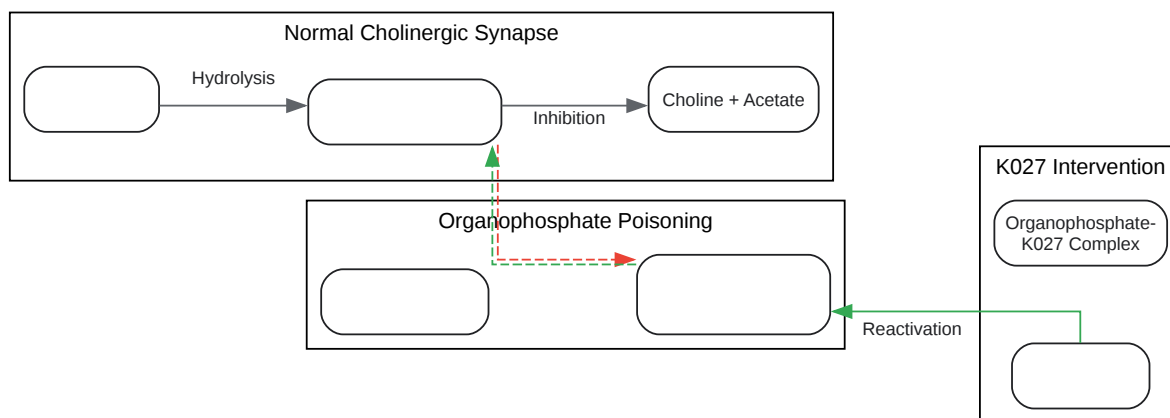 Normal Cholinergic Synapse
Hydrolysis
Choline + Acetate
Inhibition
K027 Intervention
Organophosphate-
K027 Complex
Organophosphate Poisoning
Reactivation